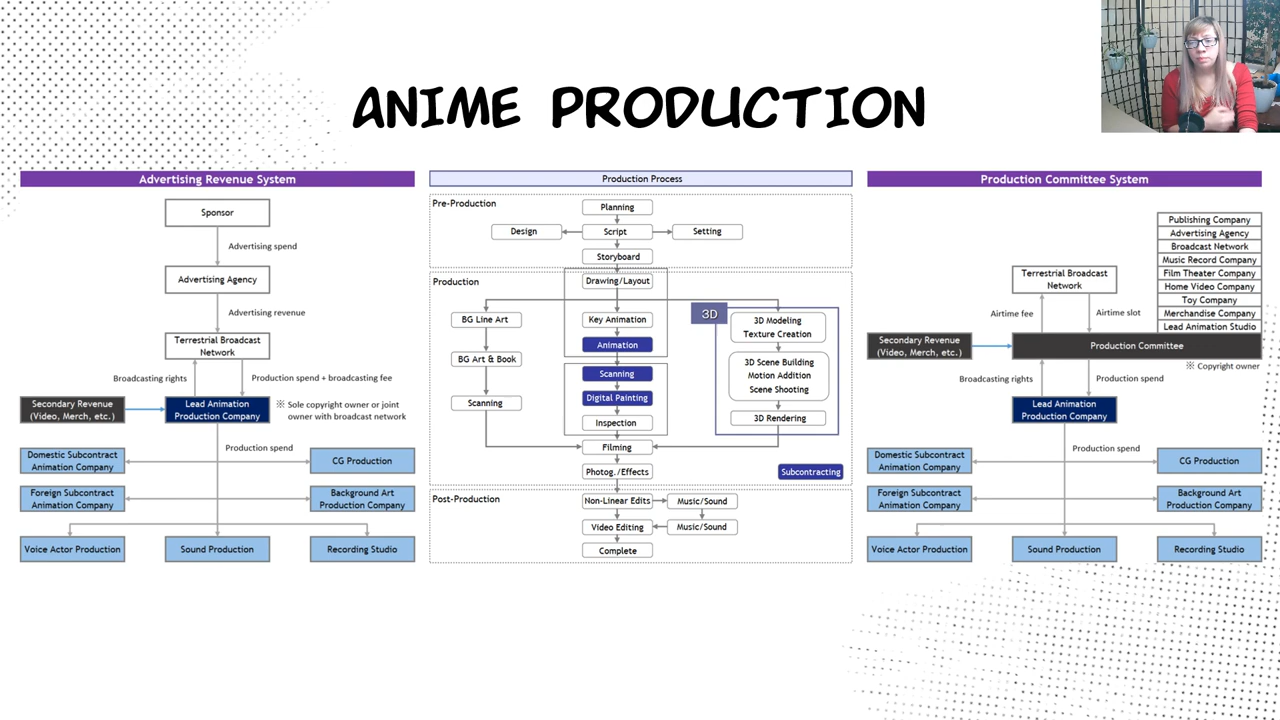 ANIME PRODUCTION
Advertising Revenue System
Sponsor
Advertising spend
Advertising Agency
Advertising revenue
Terrestrial Broadcast
Network
Broadcasting rights
Production spend + broadcasting fee
Secondary Revenue
(Video, Merch, etc.)
Lead Animation
Production Company
※ Sole copyright owner or joint
owner with broadcast network
Production spend
Domestic Subcontract
Animation Company
CG Production
Foreign Subcontract
Animation Company
Background Art
Production Company
Voice Actor Production
Sound Production
Recording Studio
Production Process
Pre-Production
Planning
Design
Script
Setting
Storyboard
Production
Drawing/Layout
BG Line Art
Key Animation
3D
3D Modeling
Texture Creation
Animation
BG Art & Book
3D Scene Building
Motion Addition
Scene Shooting
Scanning
Digital Painting
Scanning
Inspection
3D Rendering
Filming
Photog./Effects
Subcontracting
Post-Production
Non-Linear Edits
Music/Sound
Video Editing
Music/Sound
Complete
Production Committee System
Publishing Company
Advertising Agency
Broadcast Network
Music Record Company
Film Theater Company
Home Video Company
Toy Company
Merchandise Company
Lead Animation Studio
Terrestrial Broadcast
Network
Airtime fee
Airtime slot
Secondary Revenue
(Video, Merch, etc.)
Production Committee
※ Copyright owner
Broadcasting rights
Production spend
Lead Animation
Production Company
Production spend
Domestic Subcontract
Animation Company
CG Production
Foreign Subcontract
Animation Company
Background Art
Production Company
Voice Actor Production
Sound Production
Recording Studio